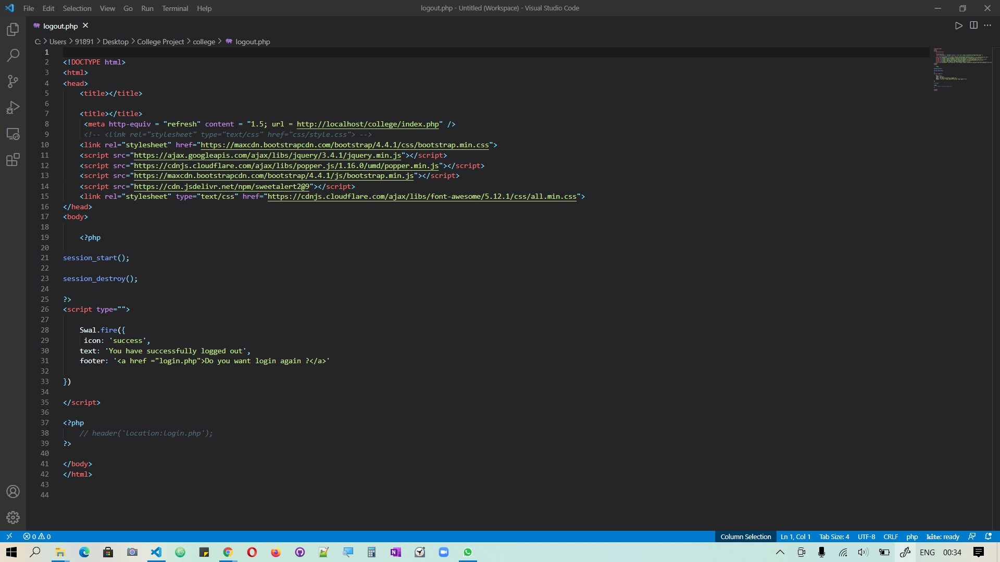 File Edit Selection View Go Run Terminal Help
logout.php - Untitled (Workspace) - Visual Studio Code
logout.php
C: > Users > 91891 > Desktop > College Project > college > logout.php
1
2 <!DOCTYPE html>
3 <html>
4 <head>
5 <title></title>
6
7 <title></title>
8 <meta http-equiv = "refresh" content = "1.5; url = http://localhost/college/index.php" />
9 <!-- <link rel="stylesheet" type="text/css" href="css/style.css"> -->
10 <link rel="stylesheet" href="https://maxcdn.bootstrapcdn.com/bootstrap/4.4.1/css/bootstrap.min.css">
11 <script src="https://ajax.googleapis.com/ajax/libs/jquery/3.4.1/jquery.min.js"></script>
12 <script src="https://cdnjs.cloudflare.com/ajax/libs/popper.js/1.16.0/umd/popper.min.js"></script>
13 <script src="https://maxcdn.bootstrapcdn.com/bootstrap/4.4.1/js/bootstrap.min.js"></script>
14 <script src="https://cdn.jsdelivr.net/npm/sweetalert2@9"></script>
15 <link rel="stylesheet" type="text/css" href="https://cdnjs.cloudflare.com/ajax/libs/font-awesome/5.12.1/css/all.min.css">
16 </head>
17 <body>
18
19 <?php
20
21 session_start();
22
23 session_destroy();
24
25 ?>
26 <script type="">
27
28 Swal.fire({
29 icon: 'success',
30 text: 'You have successfully logged out',
31 footer: '<a href ="login.php">Do you want login again ?</a>'
32
33 })
34
35 </script>
36
37 <?php
38 // header('location:login.php');
39 ?>
40
41 </body>
42 </html>
43
44
0 0 Column Selection Ln 1, Col 1 Tab Size: 4 UTF-8 CRLF php kite: ready
ENG 00:34